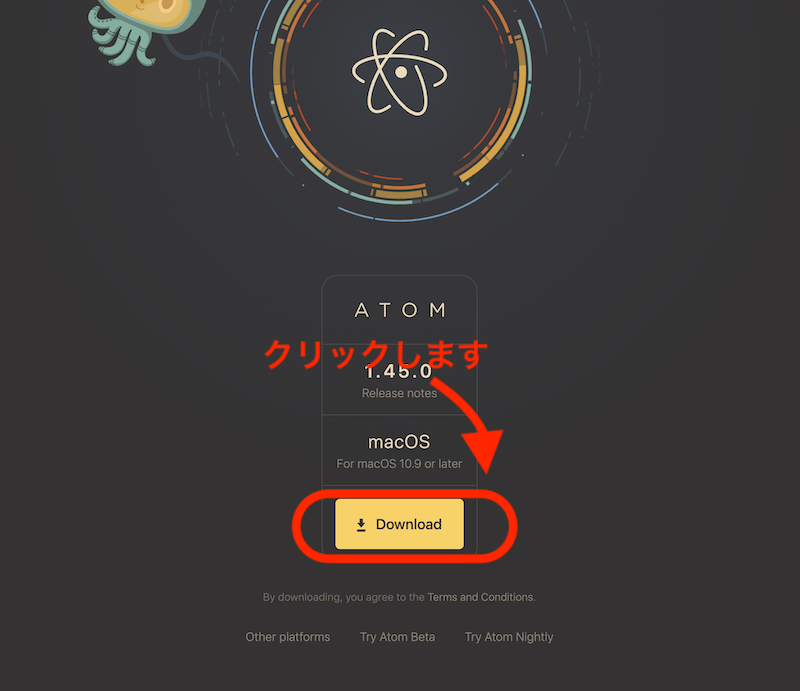 ATOM
クリックします
1.45.0
Release notes
macOS
For macOS 10.9 or later
Download
By downloading, you agree to the Terms and Conditions.
Other platforms Try Atom Beta Try Atom Nightly